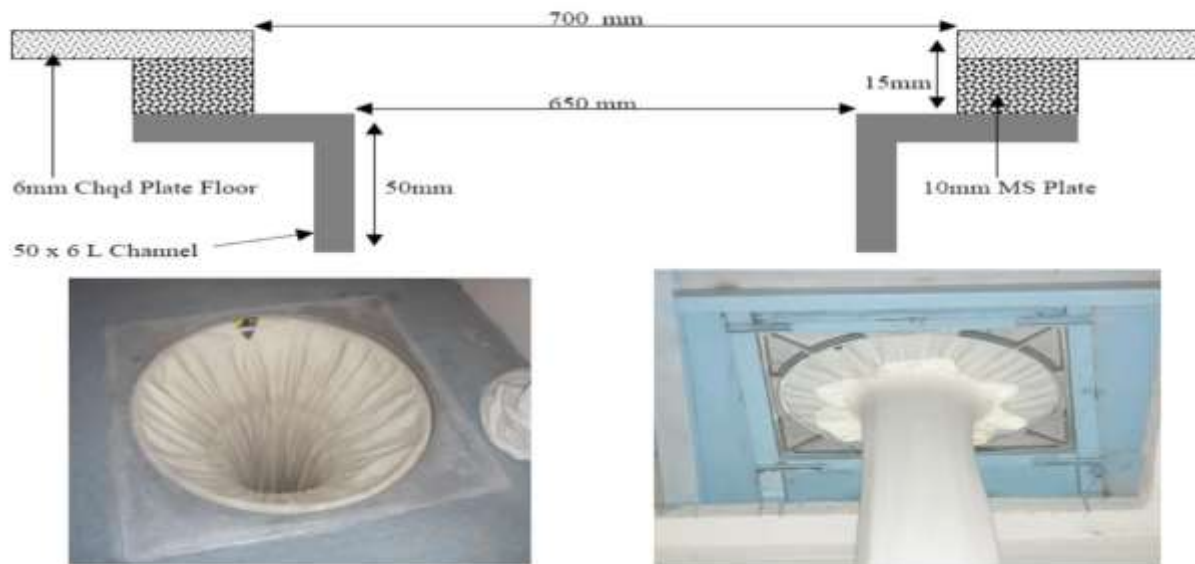 700 mm
15mm
650 mm
6mm Chqd Plate Floor
50mm
10mm MS Plate
50 x 6 L Channel